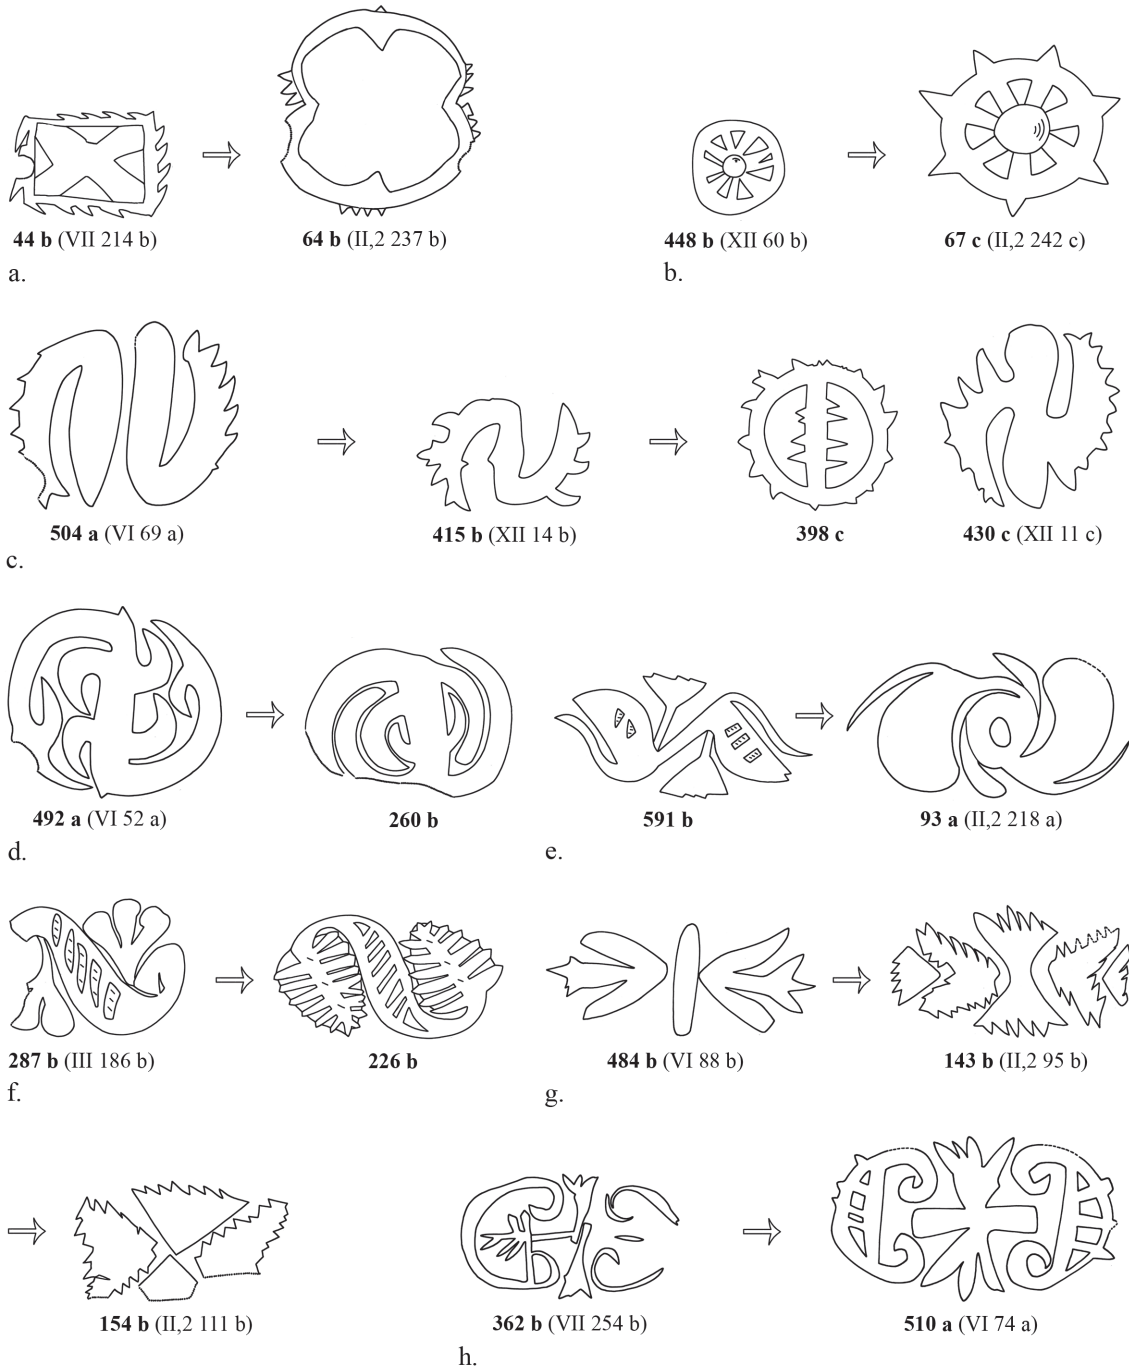 44 b (VII 214 b) 64 b (II,2 237 b) 448 b (XII 60 b) 67 c (II,2 242 c)
a. b.
504 a (VI 69 a) 415 b (XII 14 b) 398 c 430 c (XII 11 c)
c.
492 a (VI 52 a) 260 b 591 b 93 a (II,2 218 a)
d. e.
287 b (III 186 b) 226 b 484 b (VI 88 b) 143 b (II,2 95 b)
f. g.
154 b (II,2 111 b) 362 b (VII 254 b) 510 a (VI 74 a)
h.